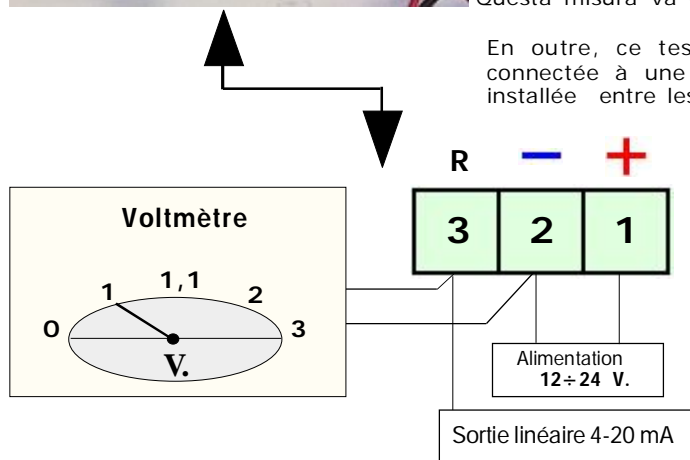 Questa misura va
En outre, ce tes
connectée à une
installée entre les
R − +
3 2 1
Voltmètre
0 1 1,1 2 3
V.
Alimentation
12÷24 V.
Sortie linéaire 4-20 mA